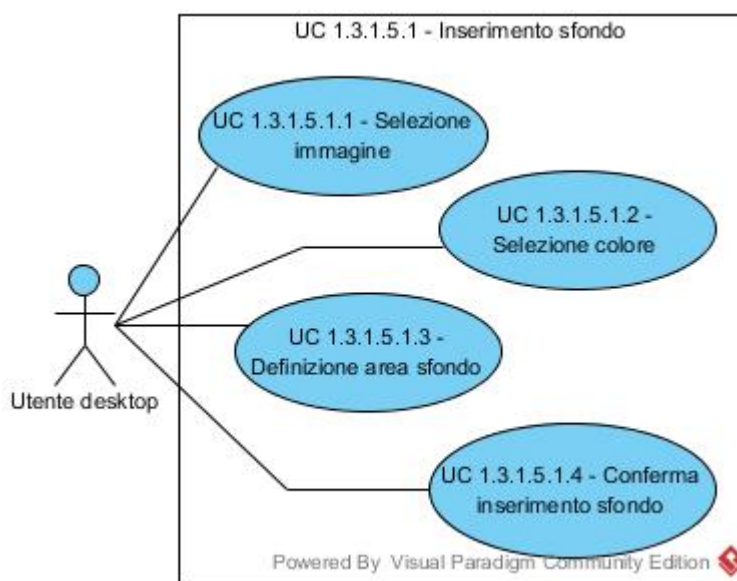 UC 1.3.1.5.1 - Inserimento sfondo
UC 1.3.1.5.1.1 - Selezione
immagine
UC 1.3.1.5.1.2 -
Selezione colore
UC 1.3.1.5.1.3 -
Definizione area sfondo
Utente desktop
UC 1.3.1.5.1.4 - Conferma
inserimento sfondo
Powered By Visual Paradigm Community Edition